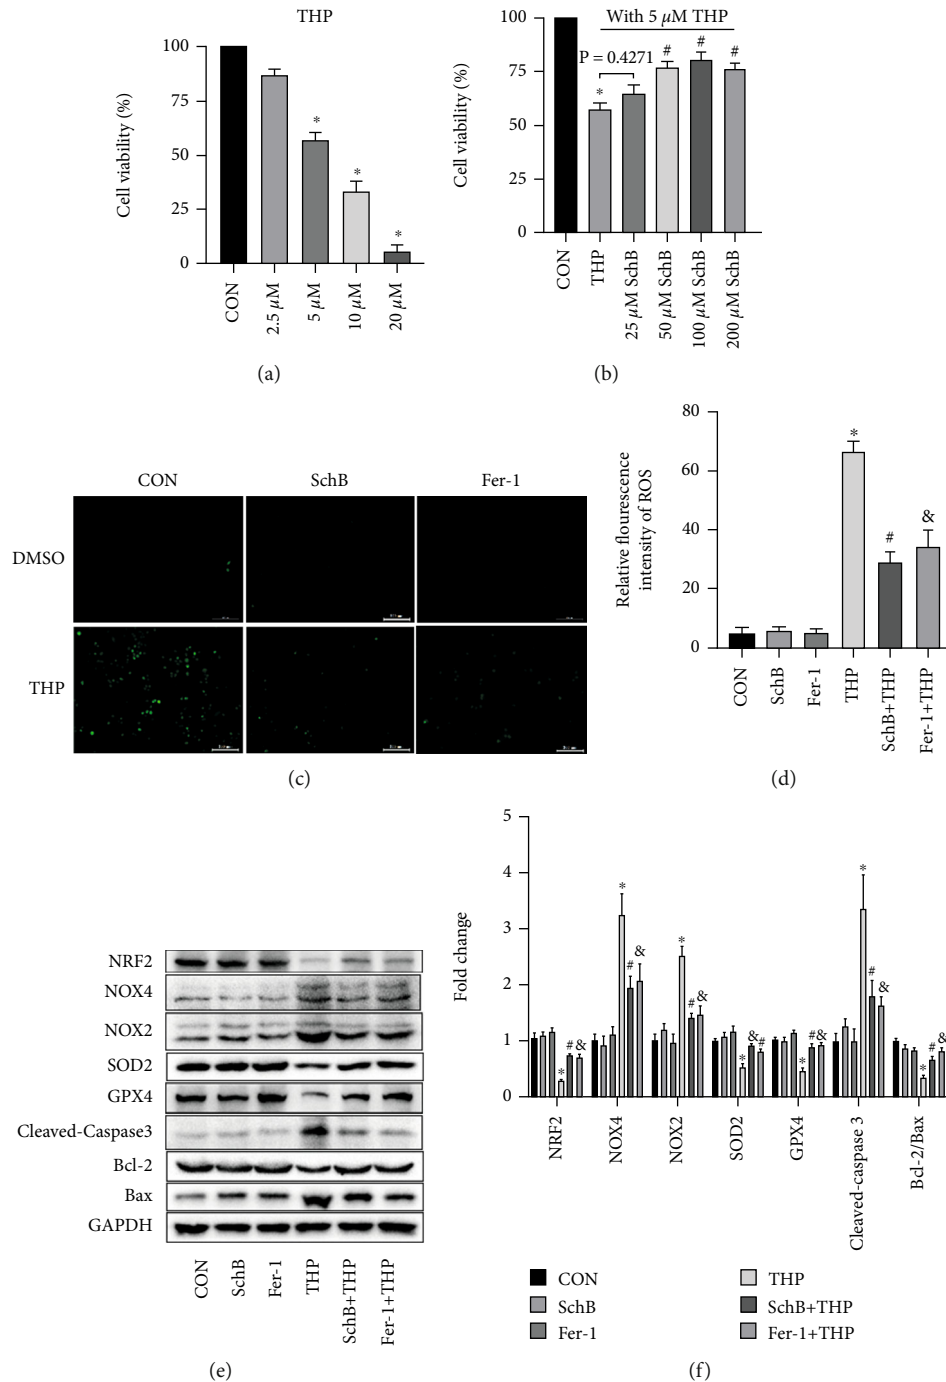 THP
100
75
50
25
0
Cell viability (%)
*
*
*
CON
2.5 µM
5 µM
10 µM
20 µM
(a)
With 5 µM THP
P = 0.4271
100
75
50
25
0
Cell viability (%)
*
#
#
#
CON
THP
25 µM SchB
50 µM SchB
100 µM SchB
200 µM SchB
(b)
CON SchB Fer-1
DMSO
THP
(c)
80
60
40
20
0
Relative flourescence
intensity of ROS
*
#
&
CON
SchB
Fer-1
THP
SchB+THP
Fer-1+THP
(d)
NRF2
NOX4
NOX2
SOD2
GPX4
Cleaved-Caspase3
Bcl-2
Bax
GAPDH
CON
SchB
Fer-1
THP
SchB+THP
Fer-1+THP
(e)
5
4
3
2
1
0
Fold change
* # &
* # &
* # &
* & #
* # &
* # &
* # &
NRF2
NOX4
NOX2
SOD2
GPX4
Cleaved-caspase 3
Bcl-2/Bax
CON
SchB
Fer-1
THP
SchB+THP
Fer-1+THP
(f)